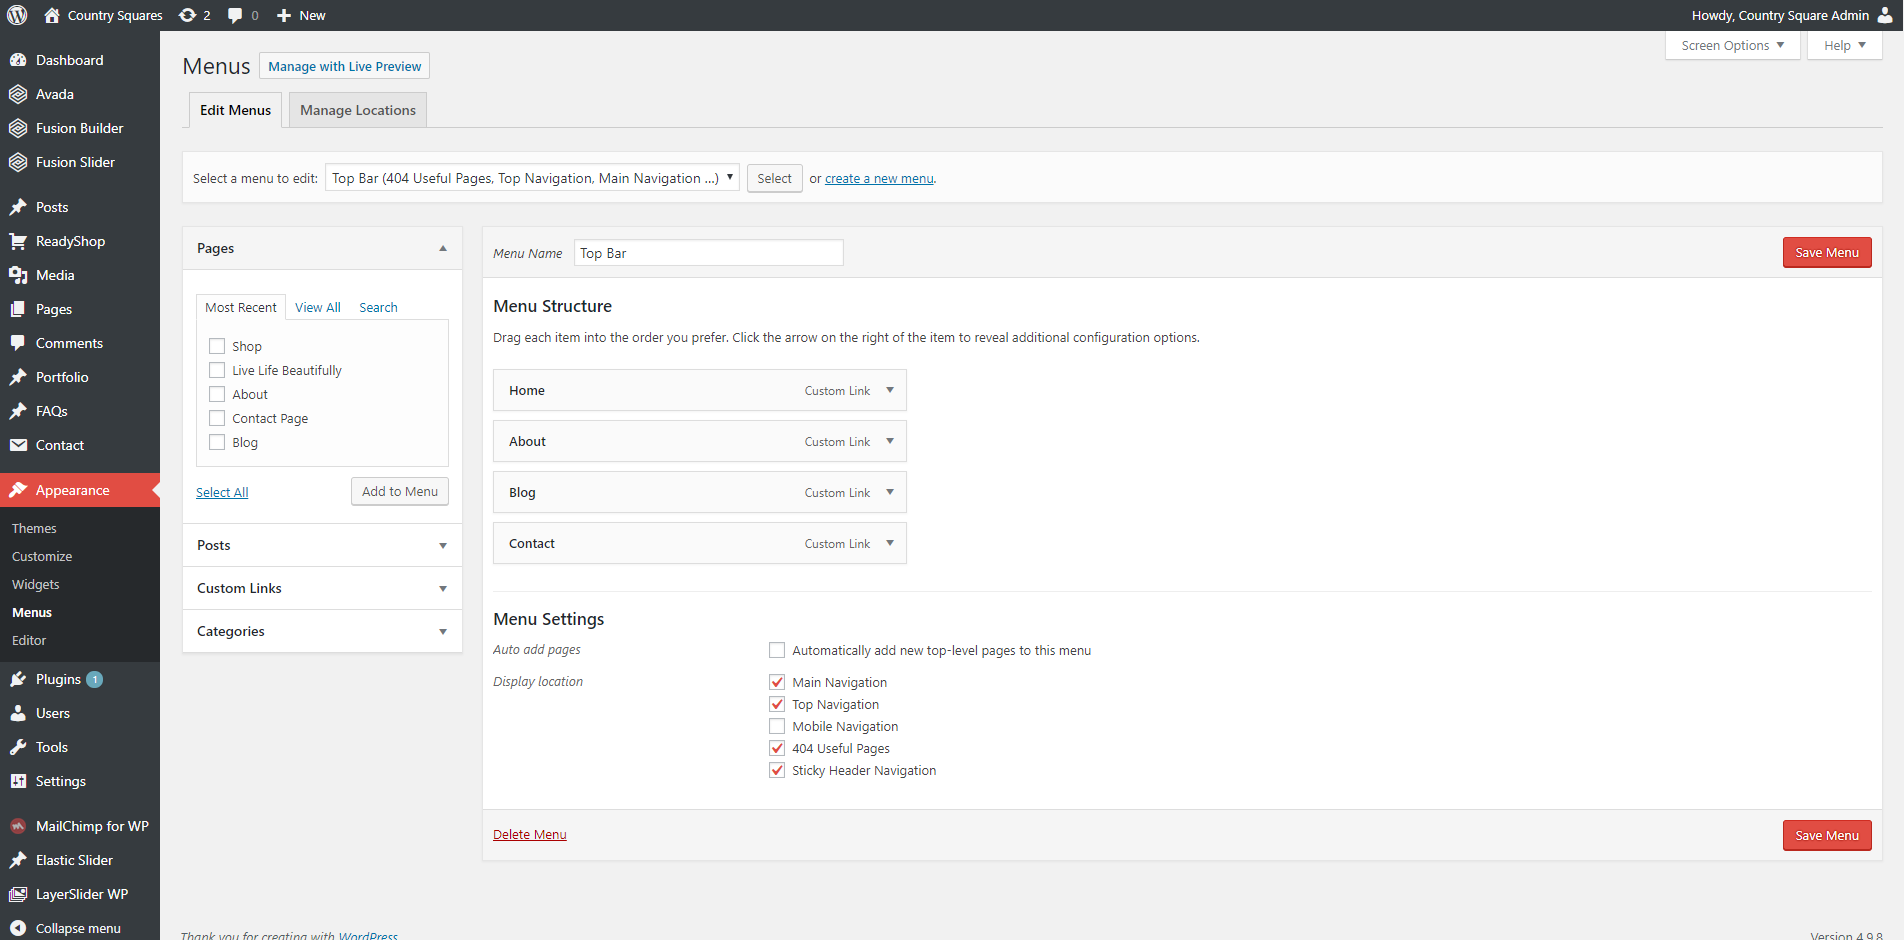 Country Squares 2 0 New Howdy, Country Square Admin
Screen Options Help
Dashboard
Avada
Fusion Builder
Fusion Slider
Posts
ReadyShop
Media
Pages
Comments
Portfolio
FAQs
Contact
Appearance
Themes
Customize
Widgets
Menus
Editor
Plugins 1
Users
Tools
Settings
MailChimp for WP
Elastic Slider
LayerSlider WP
Collapse menu
Menus Manage with Live Preview
Edit Menus Manage Locations
Select a menu to edit: Top Bar (404 Useful Pages, Top Navigation, Main Navigation ...) Select or create a new menu.
Pages
Most Recent View All Search
Shop
Live Life Beautifully
About
Contact Page
Blog
Select All Add to Menu
Posts
Custom Links
Categories
Menu Name Top Bar Save Menu
Menu Structure
Drag each item into the order you prefer. Click the arrow on the right of the item to reveal additional configuration options.
Home Custom Link
About Custom Link
Blog Custom Link
Contact Custom Link
Menu Settings
Auto add pages Automatically add new top-level pages to this menu
Display location Main Navigation
Top Navigation
Mobile Navigation
404 Useful Pages
Sticky Header Navigation
Delete Menu Save Menu
Thank you for creating with WordPress Version 4.9.8